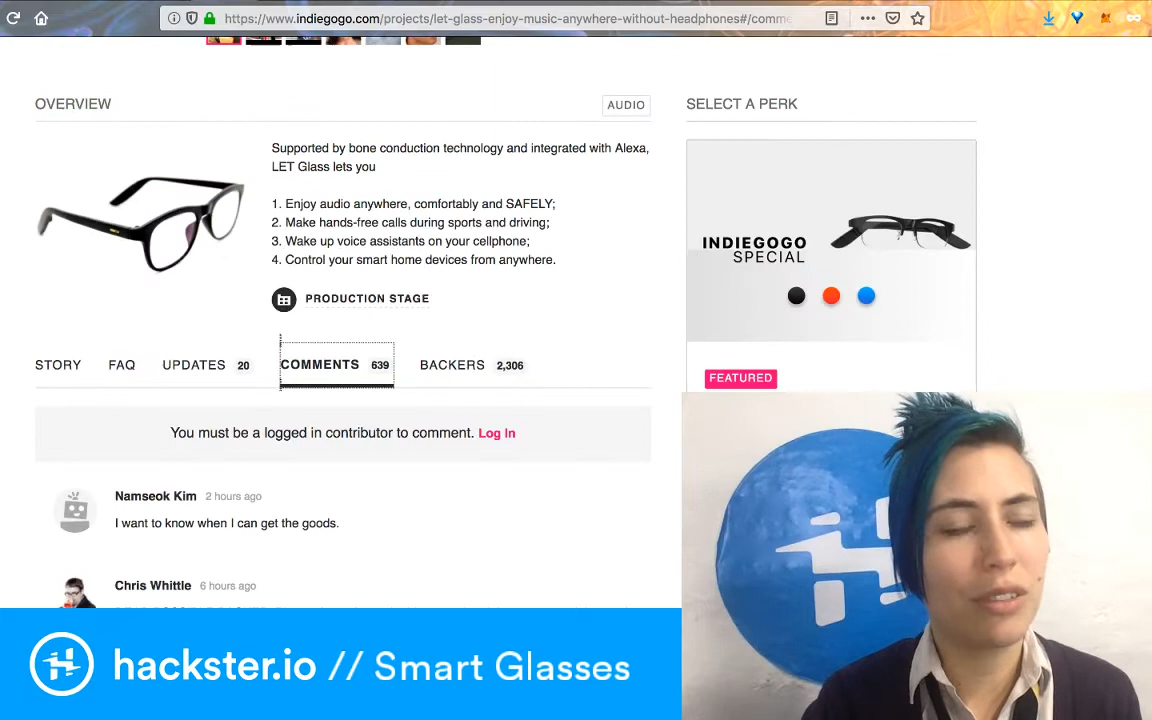 https://www.indiegogo.com/projects/let-glass-enjoy-music-anywhere-without-headphones#/comme
OVERVIEW
AUDIO
Supported by bone conduction technology and integrated with Alexa,
LET Glass lets you
1. Enjoy audio anywhere, comfortably and SAFELY;
2. Make hands-free calls during sports and driving;
3. Wake up voice assistants on your cellphone;
4. Control your smart home devices from anywhere.
PRODUCTION STAGE
STORY FAQ UPDATES 20 COMMENTS 639 BACKERS 2,306
You must be a logged in contributor to comment. Log In
Namseok Kim 2 hours ago
I want to know when I can get the goods.
Chris Whittle 6 hours ago
SELECT A PERK
INDIEGOGO
SPECIAL
FEATURED
hackster.io // Smart Glasses